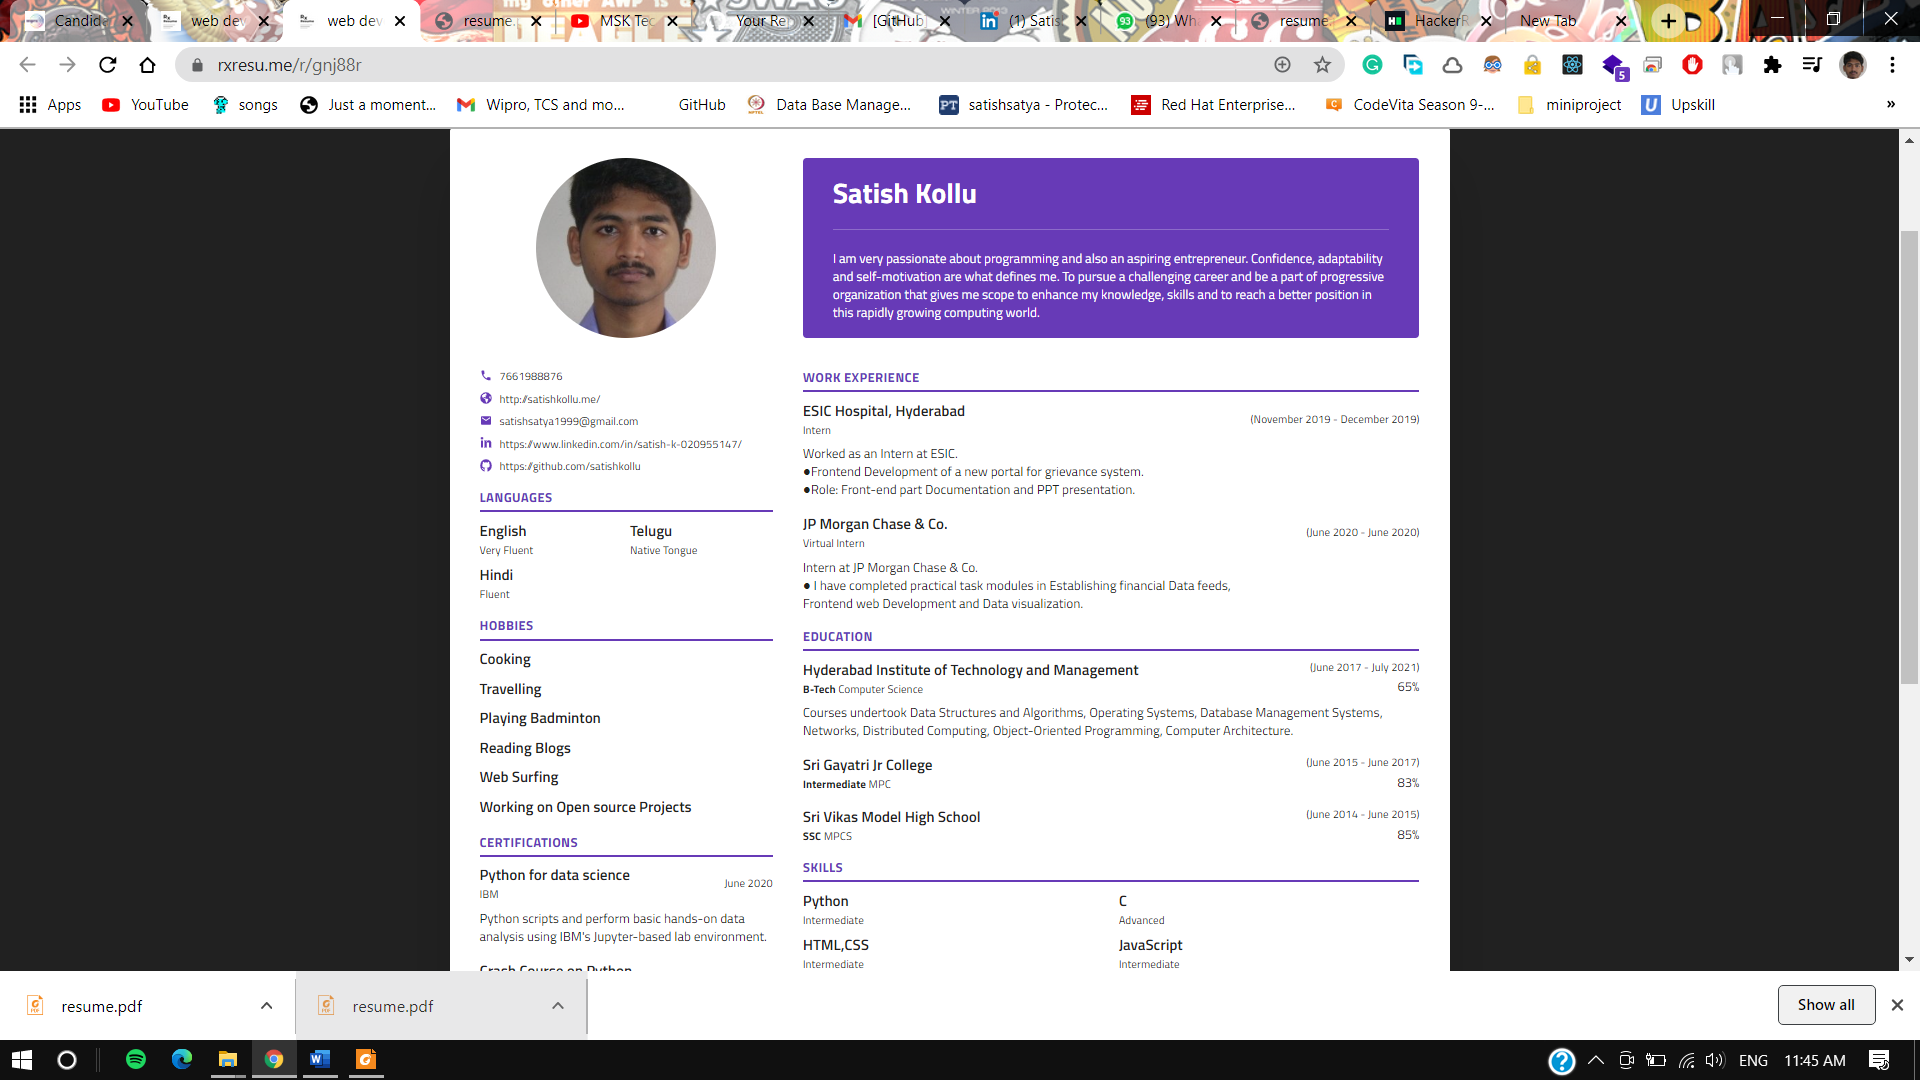 Candida
web dev
web dev
resume.
MSK Tec
Your Rep
[GitHub]
(1) Satis
(93) Wh
resume.
HackerR
New Tab
rxresu.me/r/gnj88r
5
Apps
YouTube
songs
Just a moment...
Wipro, TCS and mo...
GitHub
Data Base Manage...
satishsatya - Protec...
Red Hat Enterprise...
CodeVita Season 9-...
miniproject
Upskill
»
Satish Kollu
I am very passionate about programming and also an aspiring entrepreneur. Confidence, adaptability
and self-motivation are what defines me. To pursue a challenging career and be a part of progressive
organization that gives me scope to enhance my knowledge, skills and to reach a better position in
this rapidly growing computing world.
7661988876
http://satishkollu.me/
satishsatya1999@gmail.com
https://www.linkedin.com/in/satish-k-020955147/
https://github.com/satishkollu
LANGUAGES
English
Very Fluent
Telugu
Native Tongue
Hindi
Fluent
HOBBIES
Cooking
Travelling
Playing Badminton
Reading Blogs
Web Surfing
Working on Open source Projects
CERTIFICATIONS
Python for data science
June 2020
IBM
Python scripts and perform basic hands-on data
analysis using IBM's Jupyter-based lab environment.
Crash Course on Python
WORK EXPERIENCE
ESIC Hospital, Hyderabad
(November 2019 - December 2019)
Intern
Worked as an Intern at ESIC.
●Frontend Development of a new portal for grievance system.
●Role: Front-end part Documentation and PPT presentation.
JP Morgan Chase & Co.
(June 2020 - June 2020)
Virtual Intern
Intern at JP Morgan Chase & Co.
● I have completed practical task modules in Establishing financial Data feeds,
Frontend web Development and Data visualization.
EDUCATION
Hyderabad Institute of Technology and Management
(June 2017 - July 2021)
B-Tech Computer Science
65%
Courses undertook Data Structures and Algorithms, Operating Systems, Database Management Systems,
Networks, Distributed Computing, Object-Oriented Programming, Computer Architecture.
Sri Gayatri Jr College
(June 2015 - June 2017)
Intermediate MPC
83%
Sri Vikas Model High School
(June 2014 - June 2015)
SSC MPCS
85%
SKILLS
Python
Intermediate
C
Advanced
HTML,CSS
Intermediate
JavaScript
Intermediate
resume.pdf
resume.pdf
Show all
ENG
11:45 AM